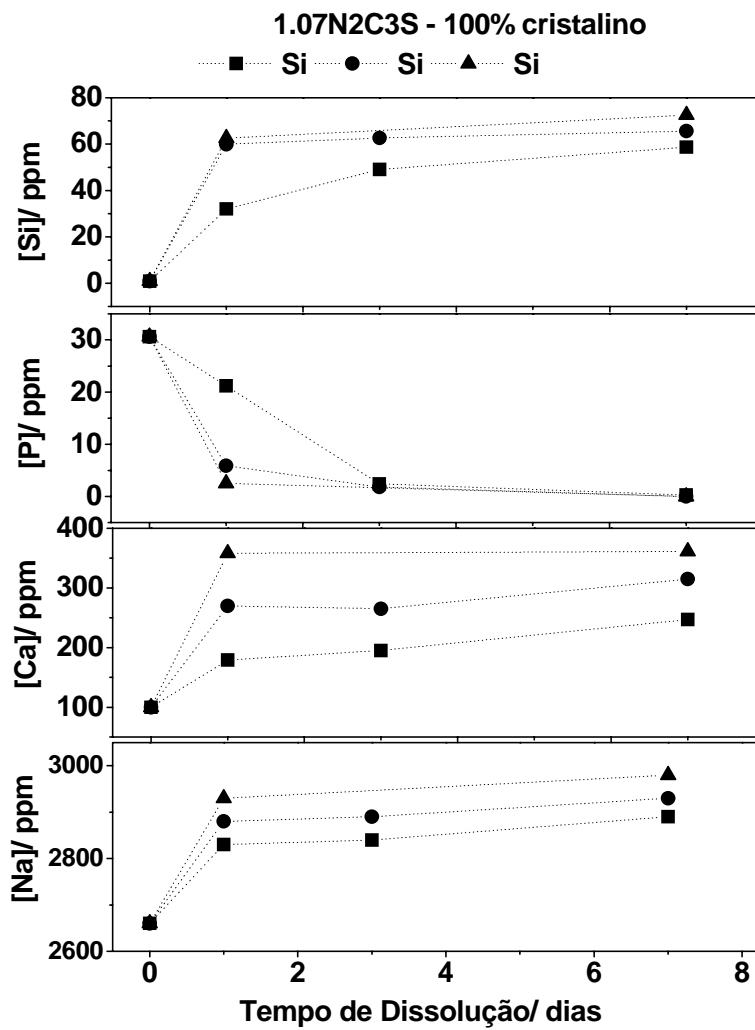 1.07N2C3S - 100% cristalino
Si Si Si
80
60
40
20
0
[Si]/ ppm
30
20
10
0
[P]/ ppm
400
300
200
100
[Ca]/ ppm
3000
2800
2600
[Na]/ ppm
0 2 4 6 8
Tempo de Dissolução/ dias